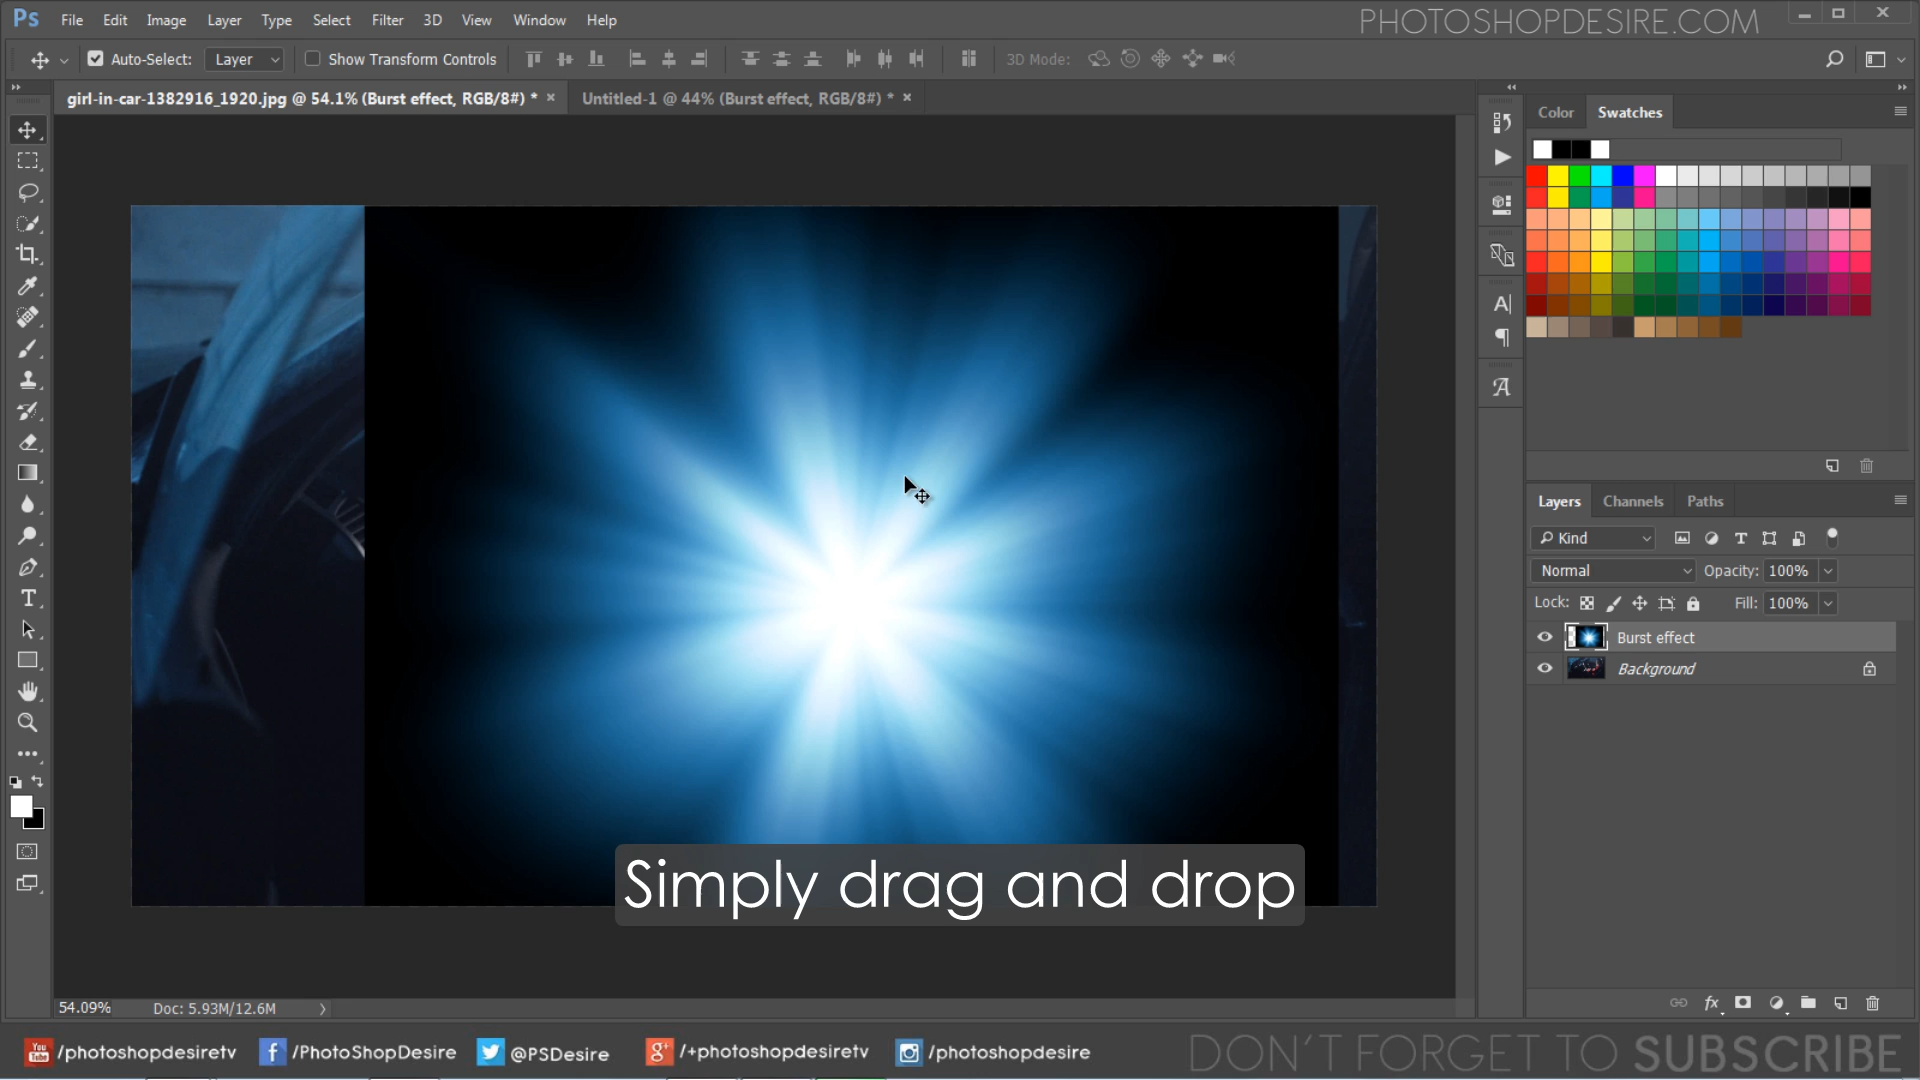 Ps File Edit Image Layer Type Select Filter 3D View Window Help
PHOTOSHOPDESIRE.COM
Auto-Select: Layer Show Transform Controls 3D Mode:
girl-in-car-1382916_1920.jpg @ 54.1% (Burst effect, RGB/8#) * × Untitled-1 @ 44% (Burst effect, RGB/8#) * ×
Color Swatches
Layers Channels Paths
Kind
Normal Opacity: 100%
Lock: Fill: 100%
Burst effect
Background
Simply drag and drop
54.09% Doc: 5.93M/12.6M
You Tube /photoshopdesiretv f /PhotoShopDesire @PSDesire g+ /+photoshopdesiretv /photoshopdesire
DON'T FORGET TO SUBSCRIBE